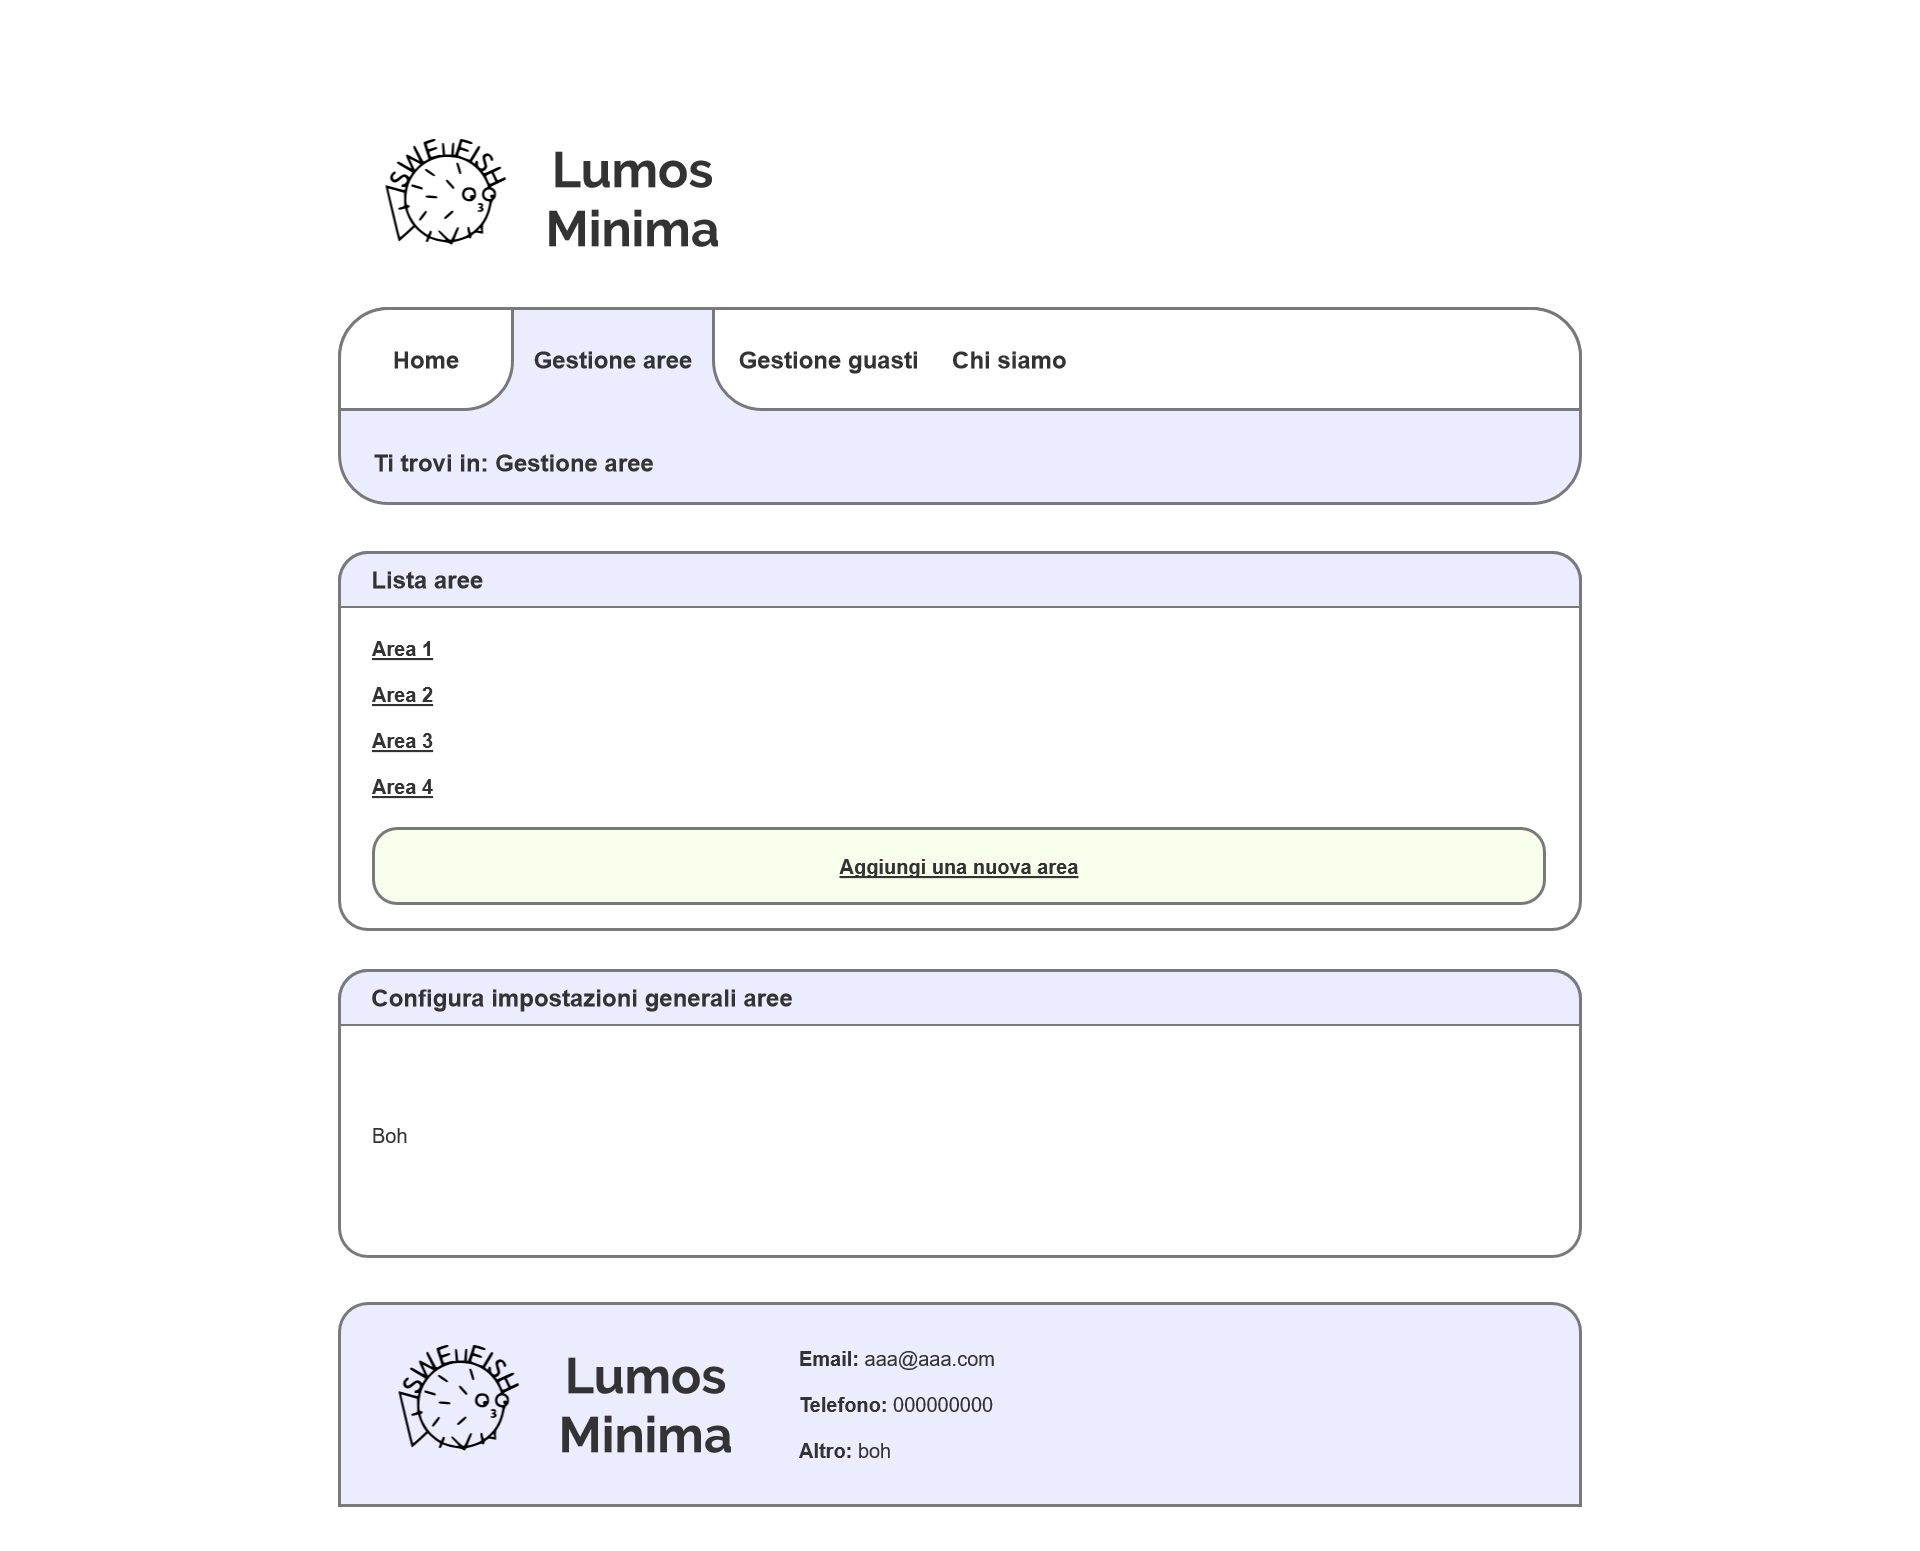 SWEuEISH
Lumos
Minima
Home
Gestione aree
Gestione guasti
Chi siamo
Ti trovi in: Gestione aree
Lista aree
Area 1
Area 2
Area 3
Area 4
Aggiungi una nuova area
Configura impostazioni generali aree
Boh
SWEuEISH
Lumos
Minima
Email: aaa@aaa.com
Telefono: 000000000
Altro: boh